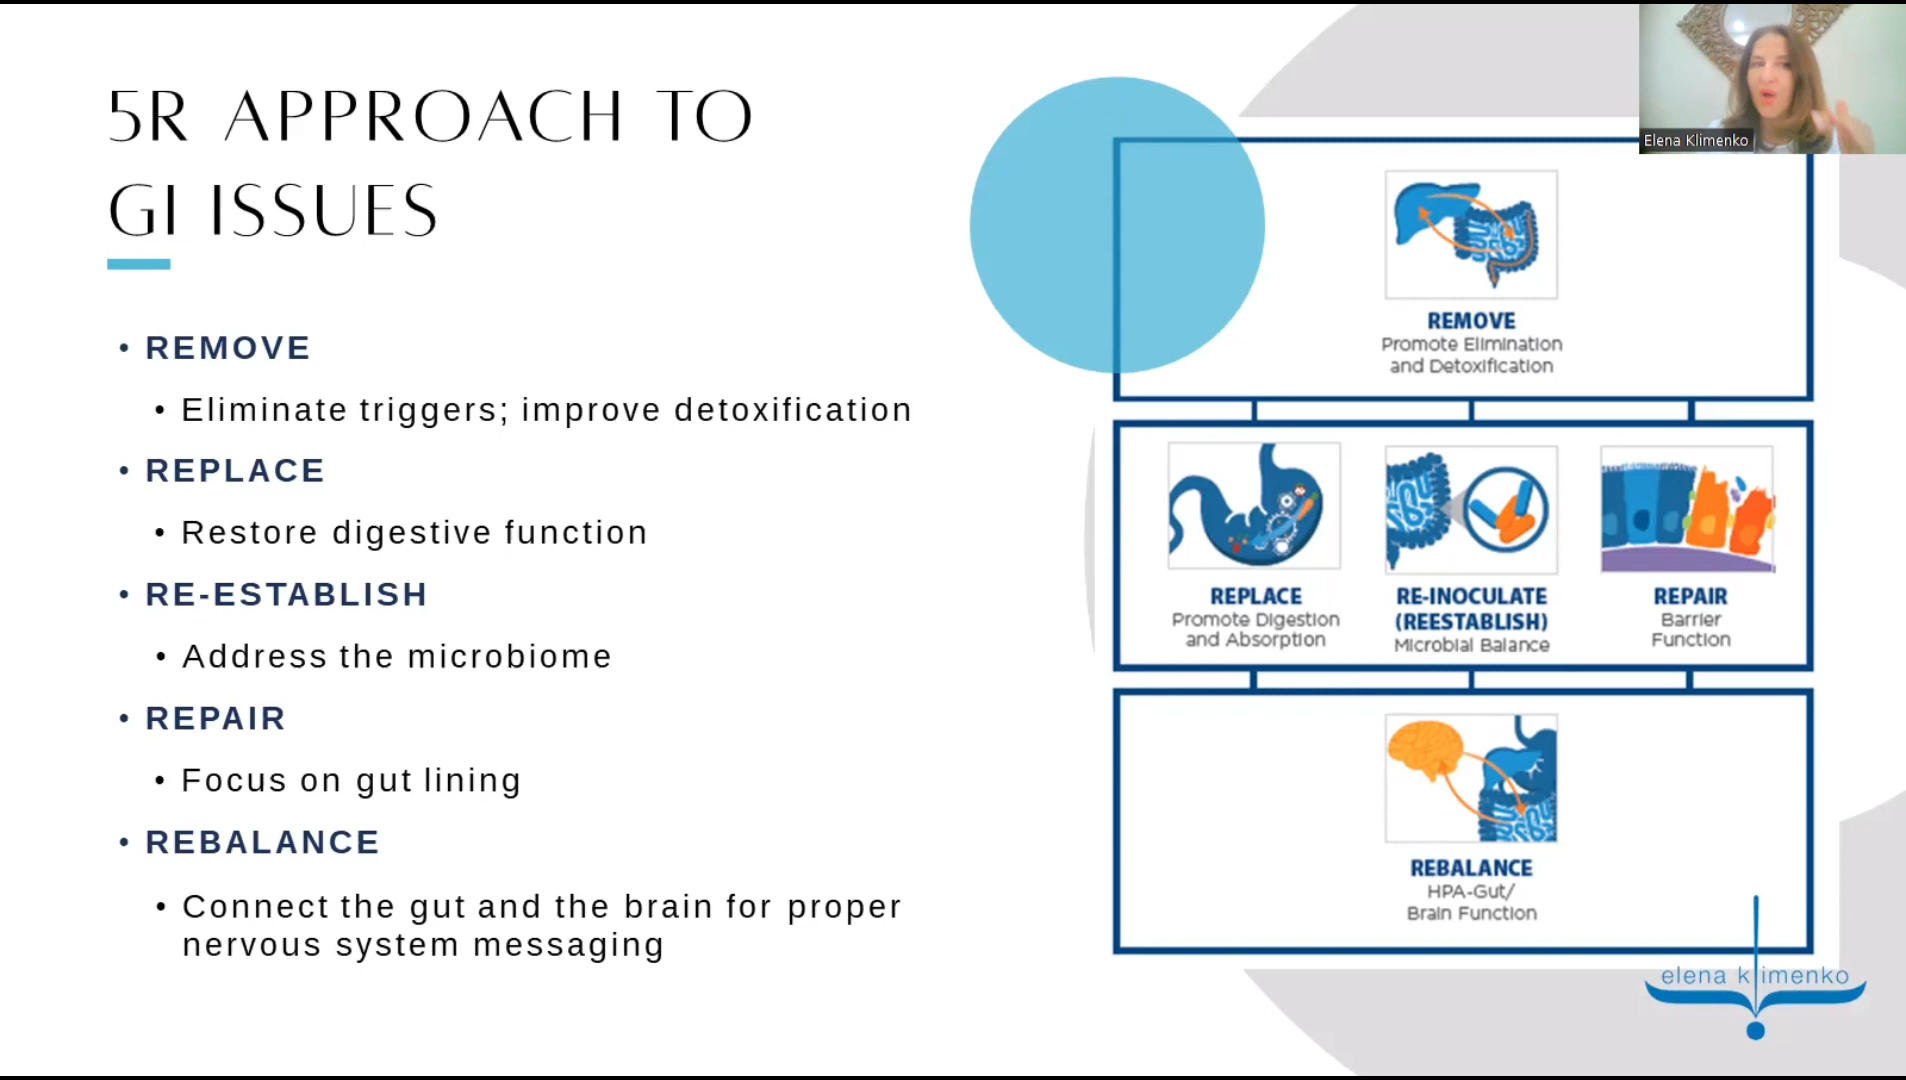 5R APPROACH TO
GI ISSUES
• REMOVE
• Eliminate triggers; improve detoxification
• REPLACE
• Restore digestive function
• RE-ESTABLISH
• Address the microbiome
• REPAIR
• Focus on gut lining
• REBALANCE
• Connect the gut and the brain for proper
nervous system messaging
Elena Klimenko
REMOVE
Promote Elimination
and Detoxification
REPLACE
Promote Digestion
and Absorption
RE-INOCULATE
(REESTABLISH)
Microbial Balance
REPAIR
Barrier
Function
REBALANCE
HPA-Gut/
Brain Function
elena klimenko